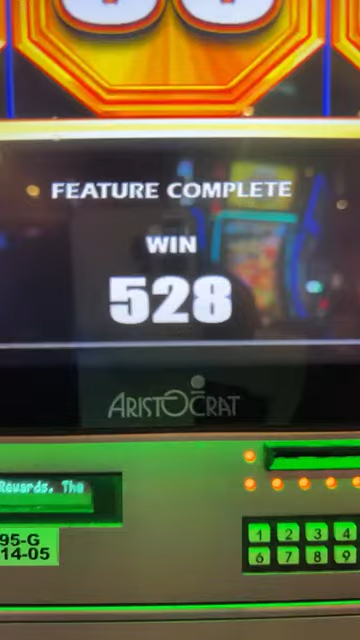 FEATURE COMPLETE
WIN
528
ARISTOCRAT
Rewards. The
95-G
14-05
1 2 3 4
6 7 8 9